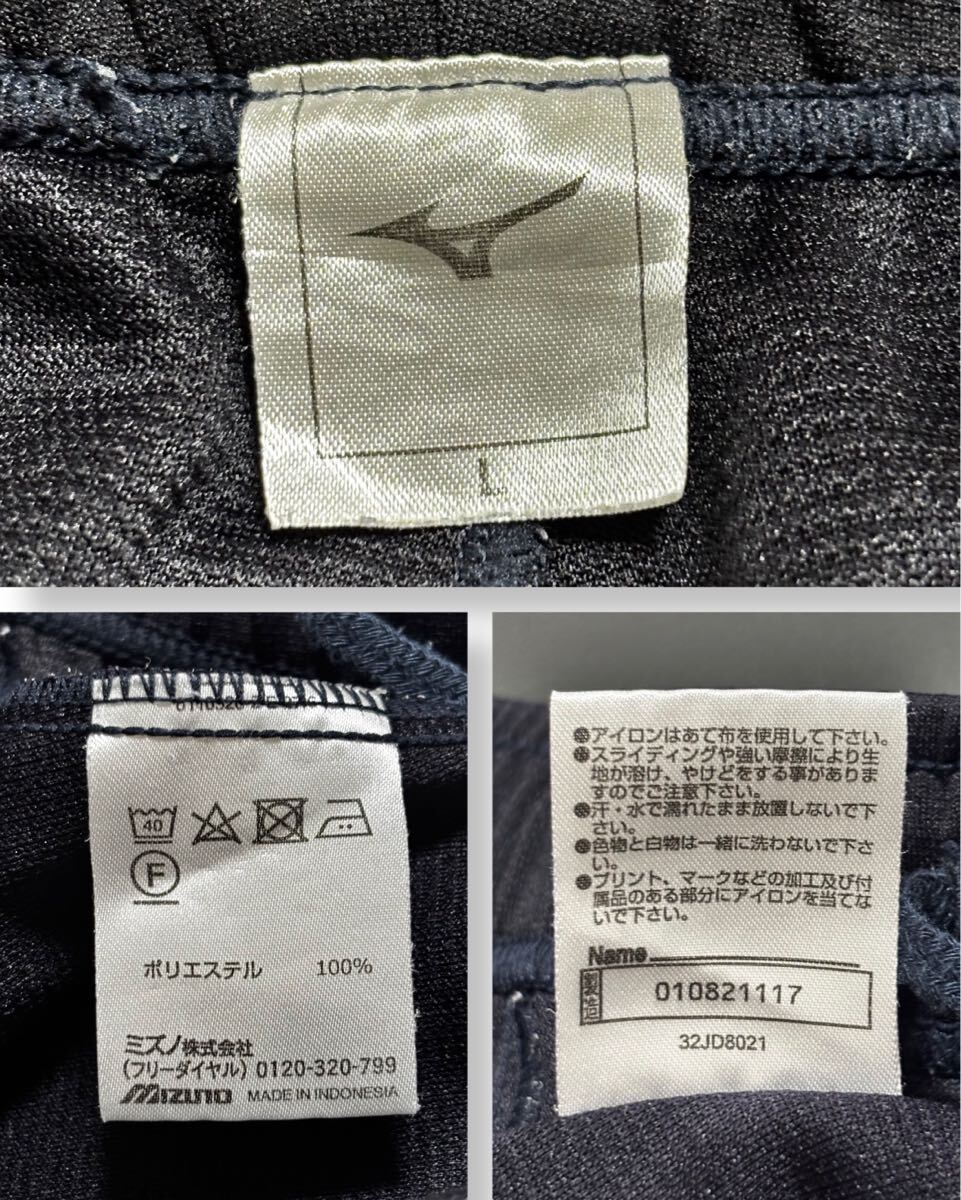 L
40
F
ポリエステル 100%
ミズノ株式会社
(フリーダイヤル) 0120-320-799
Mizuno MADE IN INDONESIA
●アイロンはあて布を使用して下さい。
●スライディングや強い摩擦により生
地が溶け、やけどをする事がありま
すのでご注意下さい。
●汗・水で濡れたまま放置しないで下
さい。
●色物と白物は一緒に洗わないで下さ
い。
●プリント、マークなどの加工及び付
属品のある部分にアイロンを当てな
いで下さい。
Name
製造 010821117
32JD8021